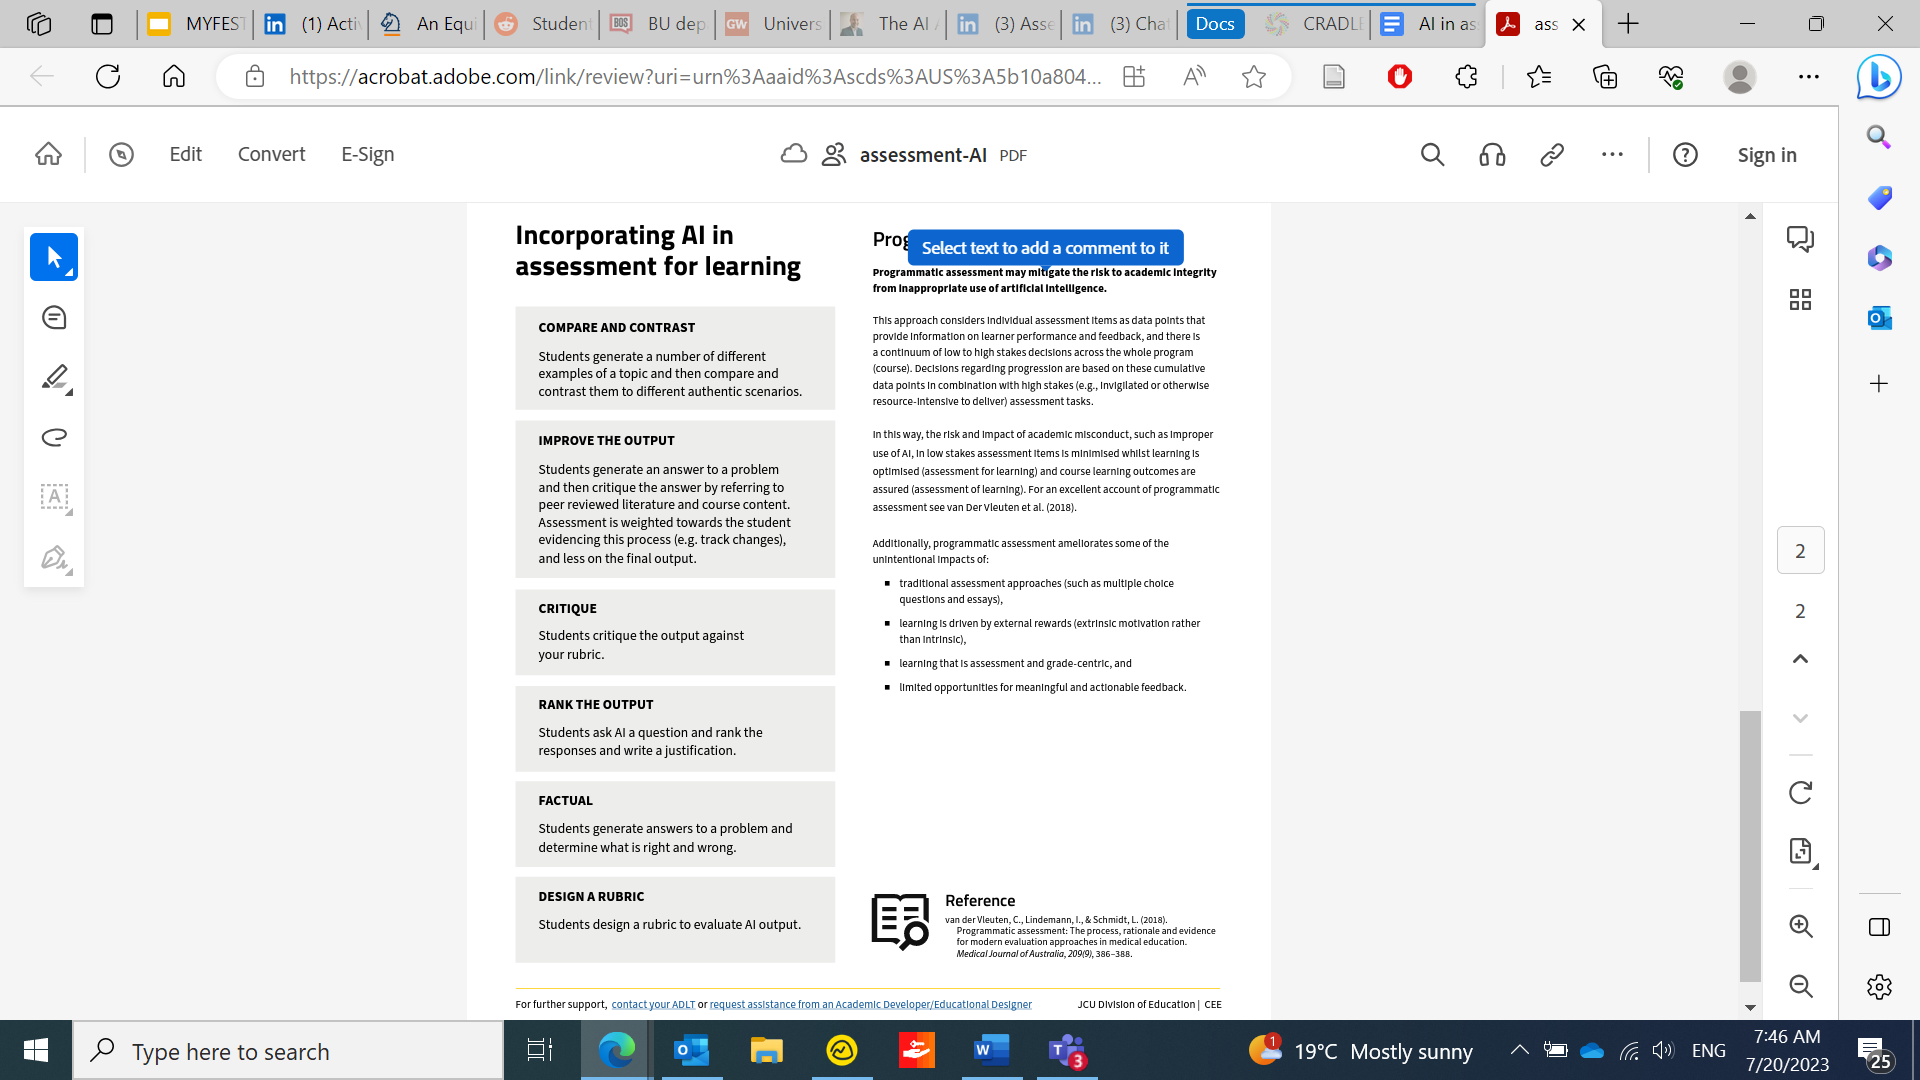 MYFEST
(1) Activ
An Equi
Student
BU dep
Univers
The AI A
(3) Asse
(3) Chat
Docs
CRADLE
AI in as
ass
https://acrobat.adobe.com/link/review?uri=urn%3Aaaid%3Ascds%3AUS%3A5b10a804...
Edit
Convert
E-Sign
assessment-AI PDF
Sign in
Incorporating AI in
assessment for learning
COMPARE AND CONTRAST
Students generate a number of different
examples of a topic and then compare and
contrast them to different authentic scenarios.
IMPROVE THE OUTPUT
Students generate an answer to a problem
and then critique the answer by referring to
peer reviewed literature and course content.
Assessment is weighted towards the student
evidencing this process (e.g. track changes),
and less on the final output.
CRITIQUE
Students critique the output against
your rubric.
RANK THE OUTPUT
Students ask AI a question and rank the
responses and write a justification.
FACTUAL
Students generate answers to a problem and
determine what is right and wrong.
DESIGN A RUBRIC
Students design a rubric to evaluate AI output.
Prog
Select text to add a comment to it
Programmatic assessment may mitigate the risk to academic integrity
from inappropriate use of artificial intelligence.
This approach considers individual assessment items as data points that
provide information on learner performance and feedback, and there is
a continuum of low to high stakes decisions across the whole program
(course). Decisions regarding progression are based on these cumulative
data points in combination with high stakes (e.g., invigilated or otherwise
resource-intensive to deliver) assessment tasks.
In this way, the risk and impact of academic misconduct, such as improper
use of AI, in low stakes assessment items is minimised whilst learning is
optimised (assessment for learning) and course learning outcomes are
assured (assessment of learning). For an excellent account of programmatic
assessment see van Der Vleuten et al. (2018).
Additionally, programmatic assessment ameliorates some of the
unintentional impacts of:
▪ traditional assessment approaches (such as multiple choice
questions and essays),
▪ learning is driven by external rewards (extrinsic motivation rather
than intrinsic),
▪ learning that is assessment and grade-centric, and
▪ limited opportunities for meaningful and actionable feedback.
Reference
van der Vleuten, C., Lindemann, I., & Schmidt, L. (2018).
Programmatic assessment: The process, rationale and evidence
for modern evaluation approaches in medical education.
Medical Journal of Australia, 209(9), 386–388.
For further support, contact your ADLT or request assistance from an Academic Developer/Educational Designer
JCU Division of Education | CEE
2
2
Type here to search
3
1
19°C Mostly sunny
ENG
7:46 AM
7/20/2023
25